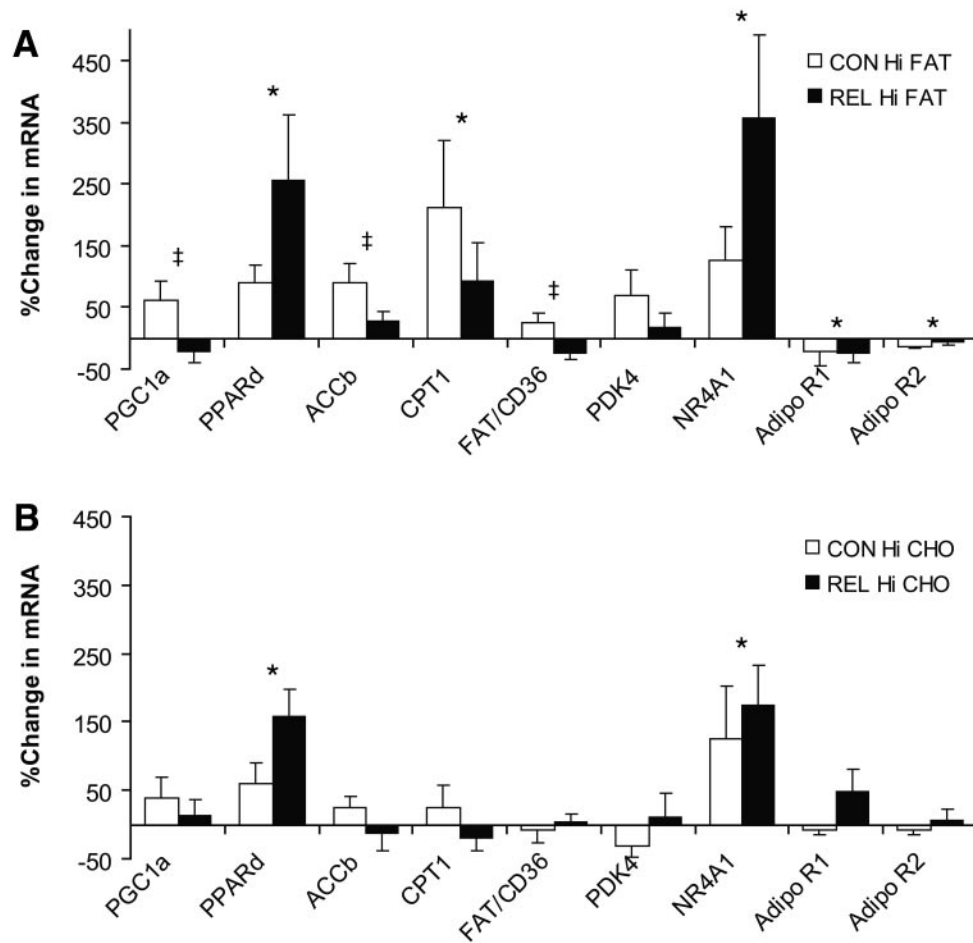 A
%Change in mRNA
450
350
250
150
50
-50
* * *
‡ ‡ ‡
* *
CON Hi FAT
REL Hi FAT
PGC1a PPARd ACCb CPT1 FAT/CD36 PDK4 NR4A1 Adipo R1 Adipo R2
B
%Change in mRNA
450
350
250
150
50
-50
* *
CON Hi CHO
REL Hi CHO
PGC1a PPARd ACCb CPT1 FAT/CD36 PDK4 NR4A1 Adipo R1 Adipo R2